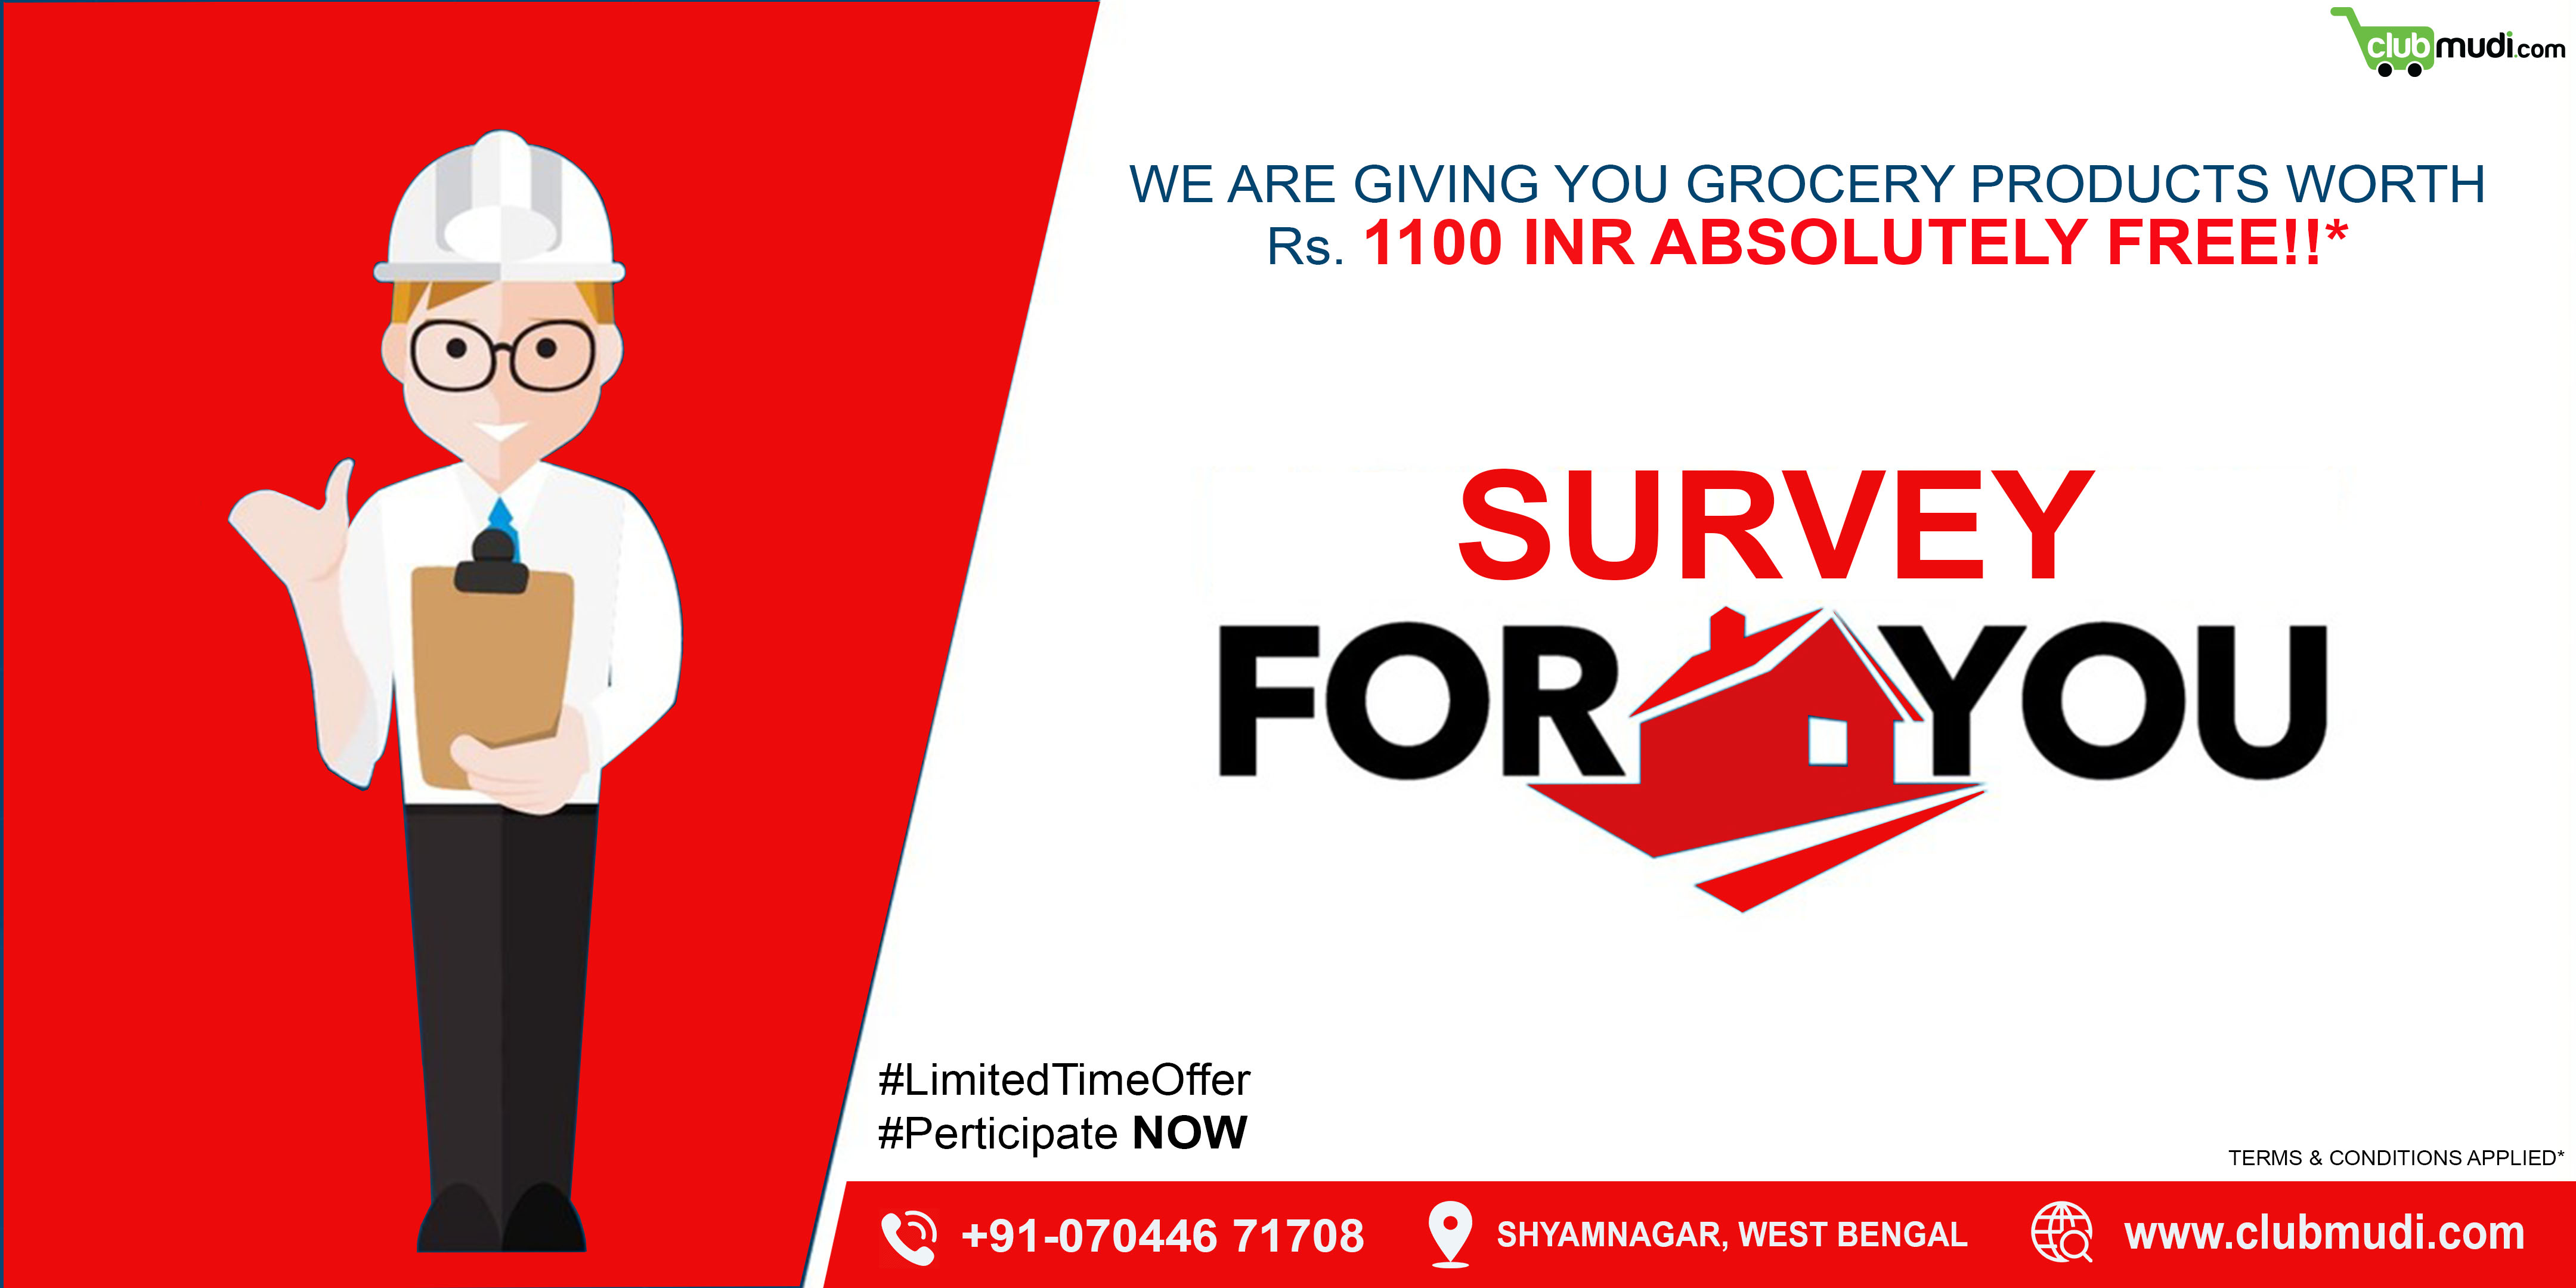 clubmudi.com
WE ARE GIVING YOU GROCERY PRODUCTS WORTH
Rs. 1100 INR ABSOLUTELY FREE!!*
SURVEY
FOR YOU
#LimitedTimeOffer
#Perticipate NOW
TERMS & CONDITIONS APPLIED*
+91-070446 71708 SHYAMNAGAR, WEST BENGAL www.clubmudi.com